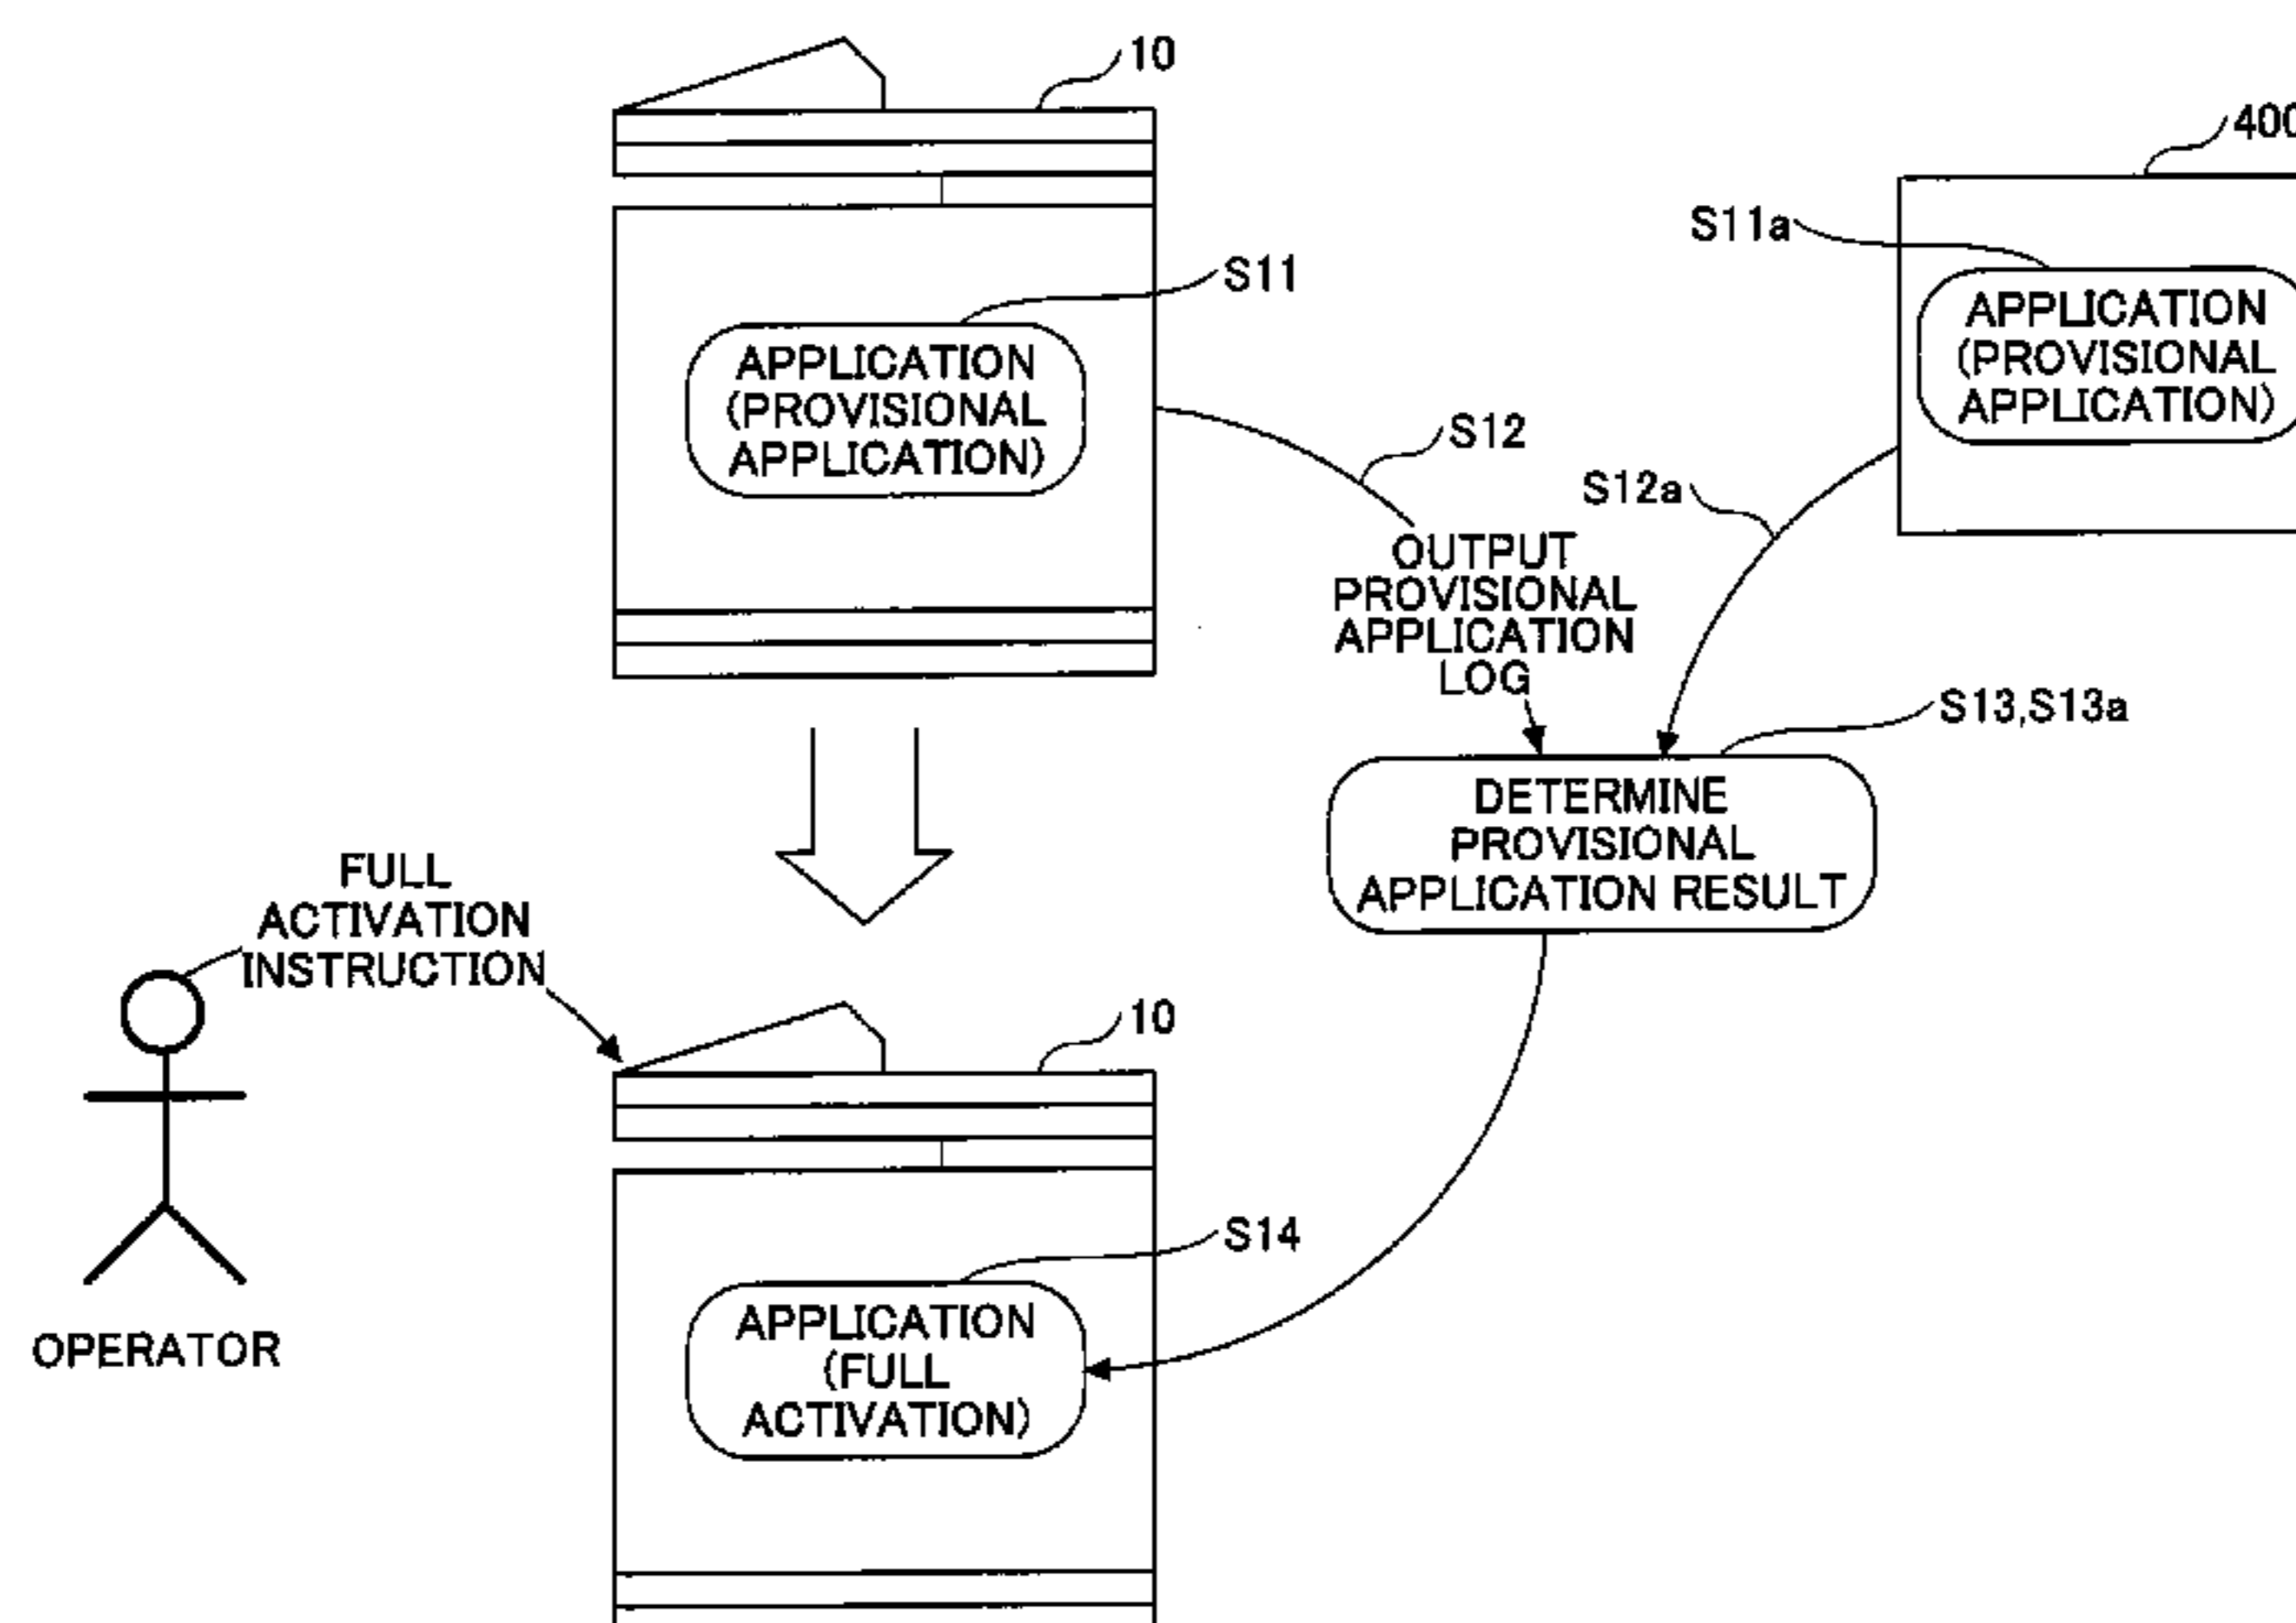 10
400
S11a
S11
APPLICATION
(PROVISIONAL
APPLICATION)
APPLICATION
(PROVISIONAL
APPLICATION)
S12
S12a
OUTPUT
PROVISIONAL
APPLICATION
LOG
S13,S13a
DETERMINE
PROVISIONAL
APPLICATION RESULT
FULL
ACTIVATION
INSTRUCTION
10
S14
APPLICATION
(FULL
ACTIVATION)
OPERATOR